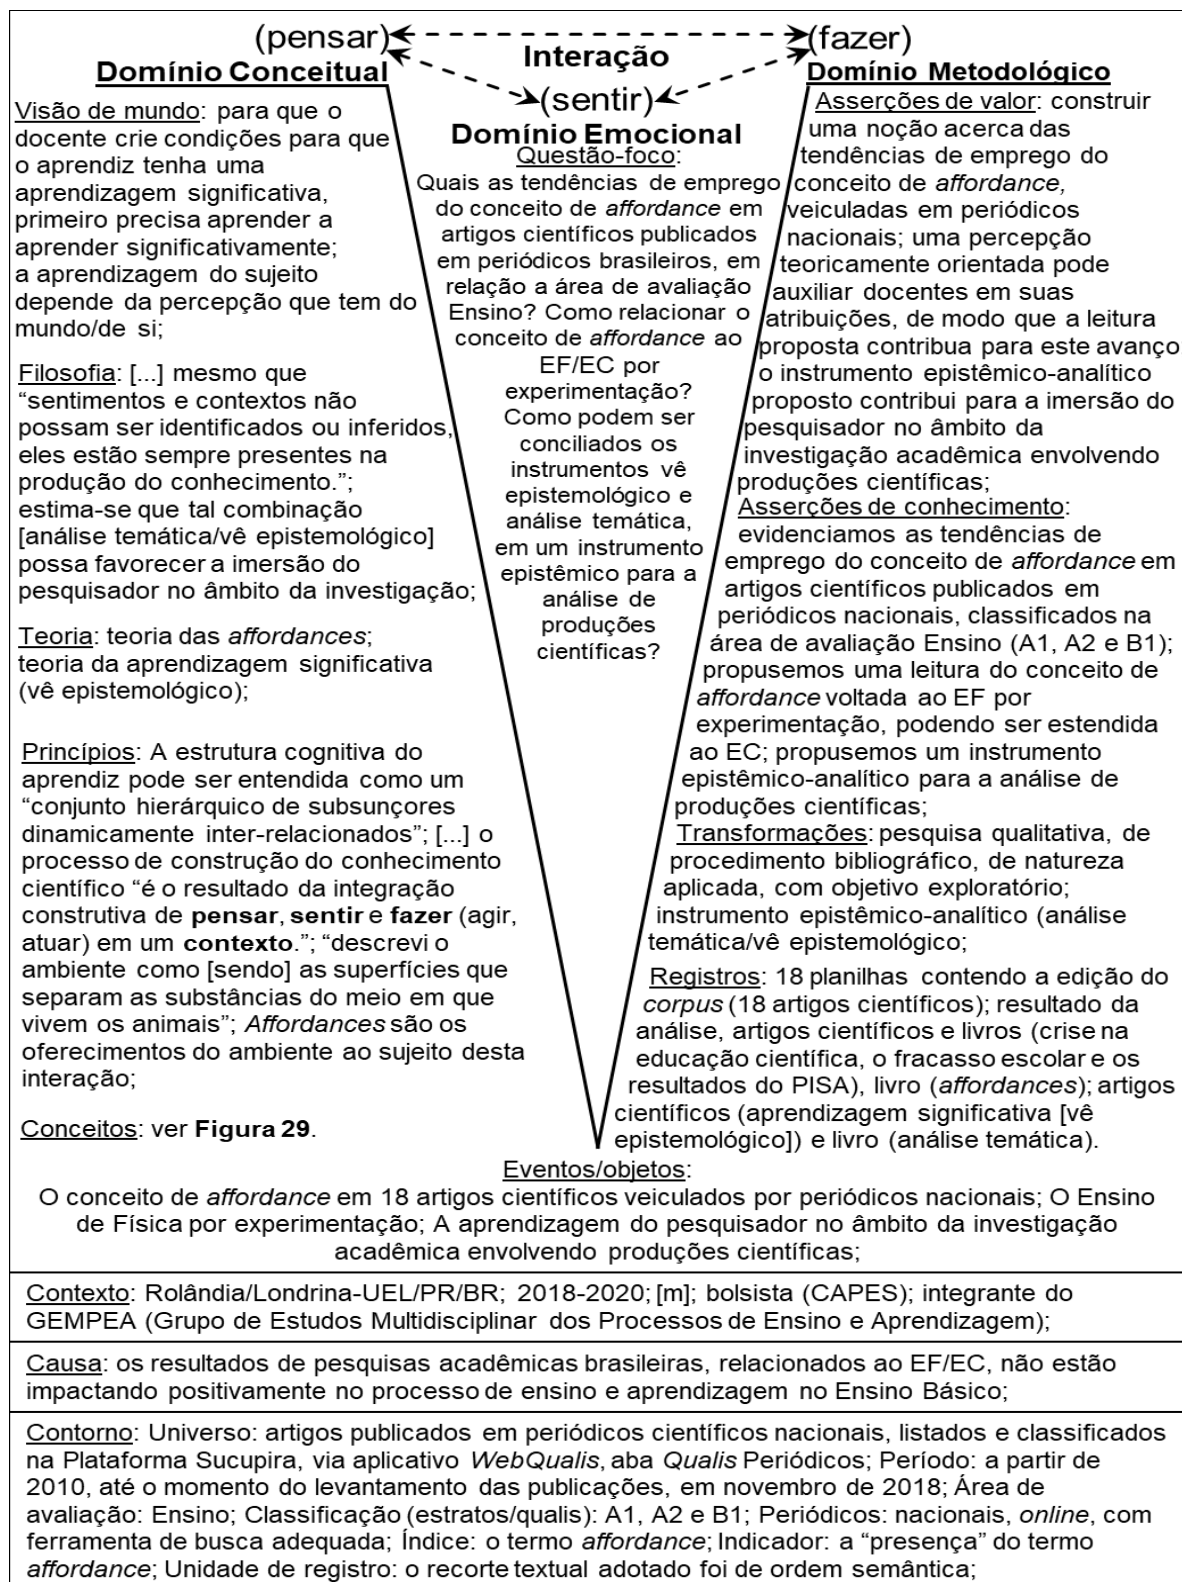 (pensar)
(fazer)
Interação
Domínio Conceitual
Domínio Metodológico
(sentir)
Domínio Emocional
Visão de mundo: para que o
docente crie condições para que
o aprendiz tenha uma
aprendizagem significativa,
primeiro precisa aprender a
aprender significativamente;
a aprendizagem do sujeito
depende da percepção que tem do
mundo/de si;
Filosofia: [...] mesmo que
“sentimentos e contextos não
possam ser identificados ou inferidos,
eles estão sempre presentes na
produção do conhecimento.”;
estima-se que tal combinação
[análise temática/vê epistemológico]
possa favorecer a imersão do
pesquisador no âmbito da investigação;
Teoria: teoria das affordances;
teoria da aprendizagem significativa
(vê epistemológico);
Princípios: A estrutura cognitiva do
aprendiz pode ser entendida como um
“conjunto hierárquico de subsunçores
dinamicamente inter-relacionados”; [...] o
processo de construção do conhecimento
científico “é o resultado da integração
construtiva de pensar, sentir e fazer (agir,
atuar) em um contexto.”; “descrevi o
ambiente como [sendo] as superfícies que
separam as substâncias do meio em que
vivem os animais”; Affordances são os
oferecimentos do ambiente ao sujeito desta
interação;
Conceitos: ver Figura 29.
Questão-foco:
Quais as tendências de emprego
do conceito de affordance em
artigos científicos publicados
em periódicos brasileiros, em
relação a área de avaliação
Ensino? Como relacionar o
conceito de affordance ao
EF/EC por
experimentação?
Como podem ser
conciliados os
instrumentos vê
epistemológico e
análise temática,
em um instrumento
epistêmico para a
análise de
produções
científicas?
Asserções de valor: construir
uma noção acerca das
tendências de emprego do
conceito de affordance,
veiculadas em periódicos
nacionais; uma percepção
teoricamente orientada pode
auxiliar docentes em suas
atribuições, de modo que a leitura
proposta contribua para este avanço;
o instrumento epistêmico-analítico
proposto contribui para a imersão do
pesquisador no âmbito da
investigação acadêmica envolvendo
produções científicas;
Asserções de conhecimento:
evidenciamos as tendências de
emprego do conceito de affordance em
artigos científicos publicados em
periódicos nacionais, classificados na
área de avaliação Ensino (A1, A2 e B1);
propusemos uma leitura do conceito de
affordance voltada ao EF por
experimentação, podendo ser estendida
ao EC; propusemos um instrumento
epistêmico-analítico para a análise de
produções científicas;
Transformações: pesquisa qualitativa, de
procedimento bibliográfico, de natureza
aplicada, com objetivo exploratório;
instrumento epistêmico-analítico (análise
temática/vê epistemológico;
Registros: 18 planilhas contendo a edição do
corpus (18 artigos científicos); resultado da
análise, artigos científicos e livros (crise na
educação científica, o fracasso escolar e os
resultados do PISA), livro (affordances); artigos
científicos (aprendizagem significativa [vê
epistemológico]) e livro (análise temática).
Eventos/objetos:
O conceito de affordance em 18 artigos científicos veiculados por periódicos nacionais; O Ensino
de Física por experimentação; A aprendizagem do pesquisador no âmbito da investigação
acadêmica envolvendo produções científicas;
Contexto: Rolândia/Londrina-UEL/PR/BR; 2018-2020; [m]; bolsista (CAPES); integrante do
GEMPEA (Grupo de Estudos Multidisciplinar dos Processos de Ensino e Aprendizagem);
Causa: os resultados de pesquisas acadêmicas brasileiras, relacionados ao EF/EC, não estão
impactando positivamente no processo de ensino e aprendizagem no Ensino Básico;
Contorno: Universo: artigos publicados em periódicos científicos nacionais, listados e classificados
na Plataforma Sucupira, via aplicativo WebQualis, aba Qualis Periódicos; Período: a partir de
2010, até o momento do levantamento das publicações, em novembro de 2018; Área de
avaliação: Ensino; Classificação (estratos/qualis): A1, A2 e B1; Periódicos: nacionais, online, com
ferramenta de busca adequada; Índice: o termo affordance; Indicador: a “presença” do termo
affordance; Unidade de registro: o recorte textual adotado foi de ordem semântica;